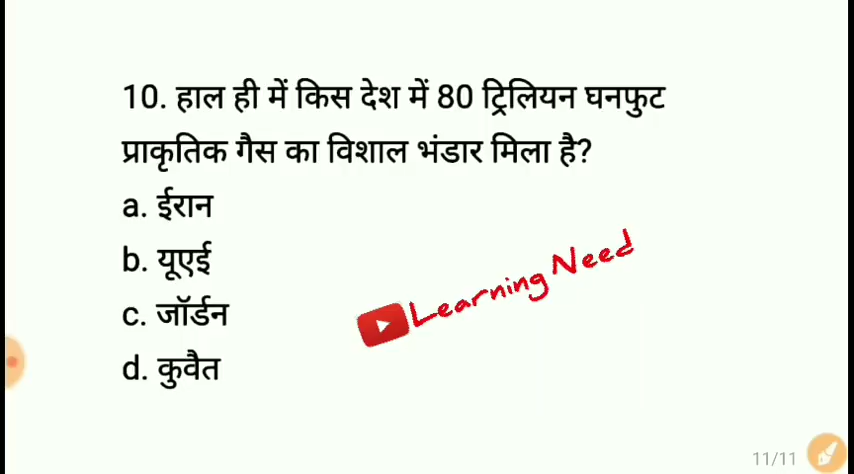 10. हाल ही में किस देश में 80 ट्रिलियन घनफुट
प्राकृतिक गैस का विशाल भंडार मिला है?
a. ईरान
b. यूएई
c. जॉर्डन
d. कुवैत
Learning Need
11/11